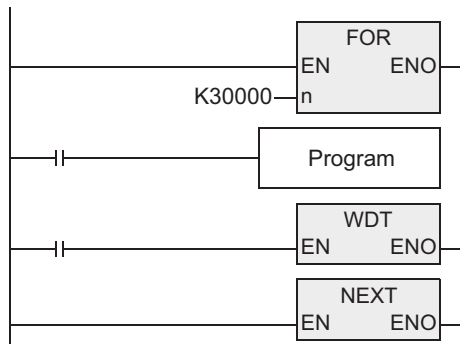 FOR
EN ENO
K30000 n
Program
WDT
EN ENO
NEXT
EN ENO